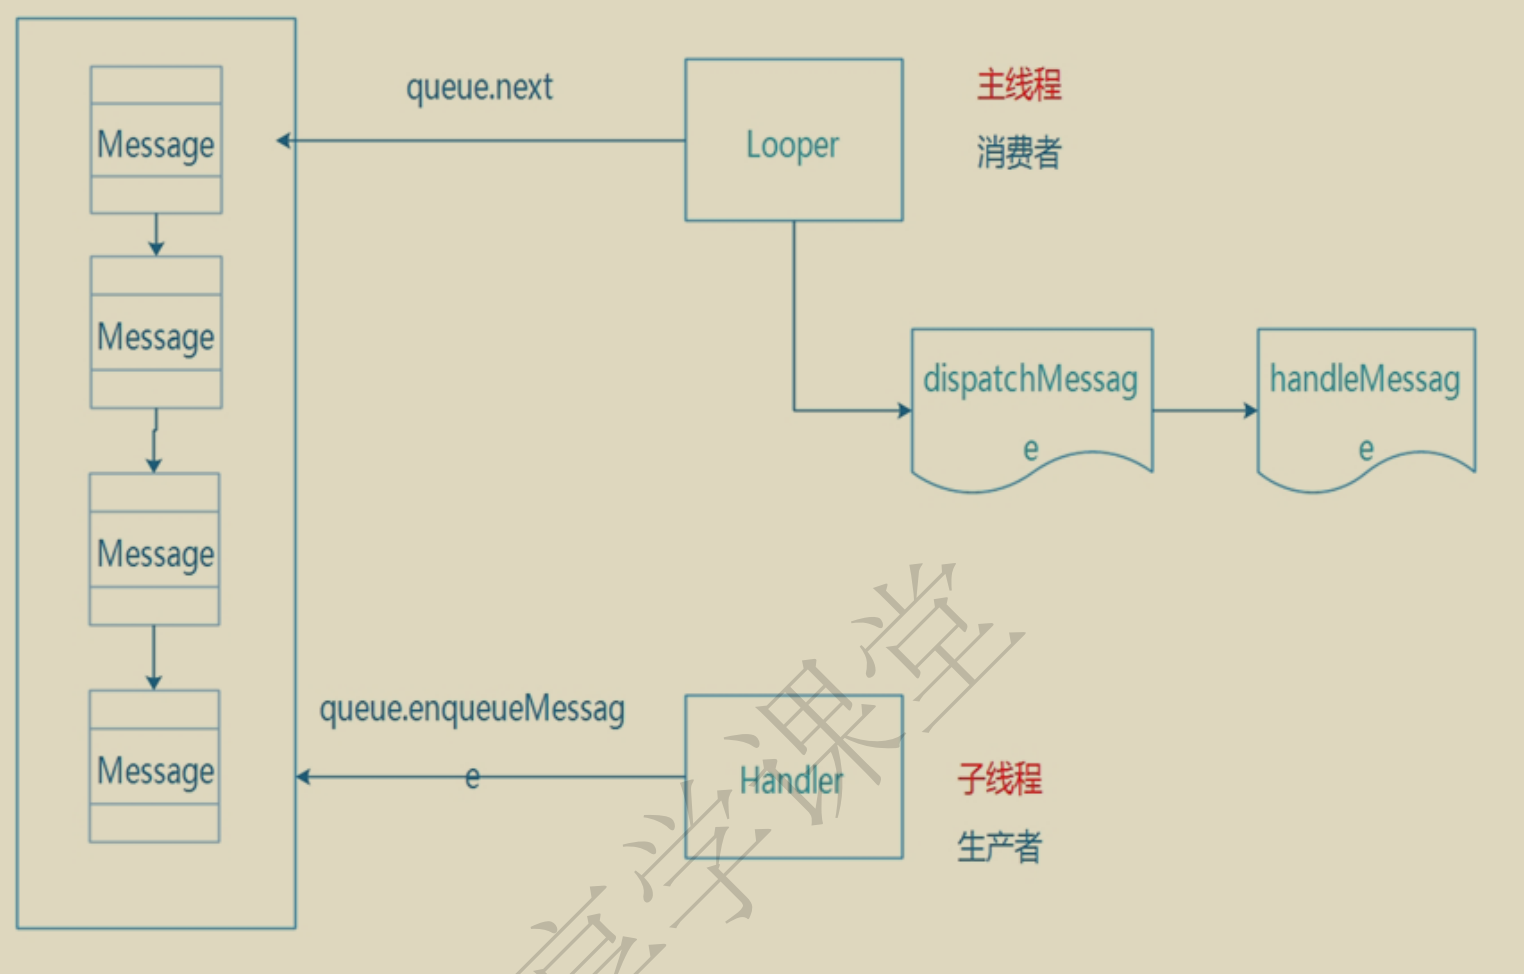 Message
queue.next
Looper
主线程
消费者
Message
dispatchMessag
e
handleMessag
e
Message
queue.enqueueMessag
e
Message
Handler
子线程
生产者
享学课堂